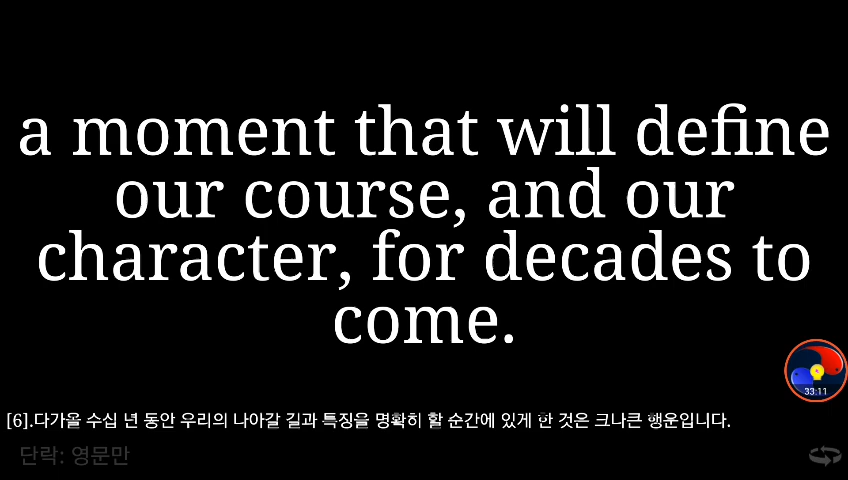 a moment that will define
our course, and our
character, for decades to
come.
33:11
[6].다가올 수십 년 동안 우리의 나아갈 길과 특징을 명확히 할 순간에 있게 한 것은 크나큰 행운입니다.
단락: 영문만